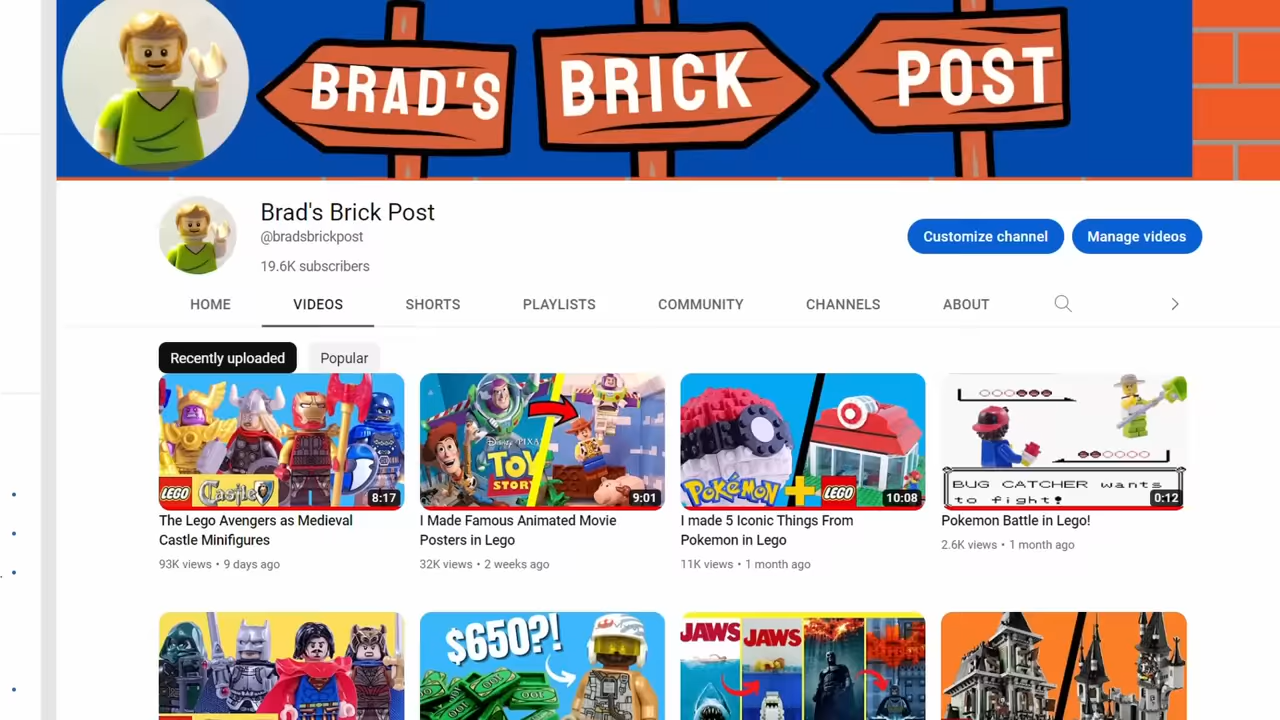 BRAD'S BRICK POST
Brad's Brick Post
@bradsbrickpost
19.6K subscribers
Customize channel
Manage videos
HOME
VIDEOS
SHORTS
PLAYLISTS
COMMUNITY
CHANNELS
ABOUT
Recently uploaded
Popular
LEGO Castle
8:17
Disney PIXAR
TOY
STORY
9:01
POKéMON + LEGO
10:08
BUG CATCHER wants
to fight!
0:12
The Lego Avengers as Medieval
Castle Minifigures
93K views • 9 days ago
I Made Famous Animated Movie
Posters in Lego
32K views • 2 weeks ago
I made 5 Iconic Things From
Pokemon in Lego
11K views • 1 month ago
Pokemon Battle in Lego!
2.6K views • 1 month ago
$650?!
100
JAWS
JAWS